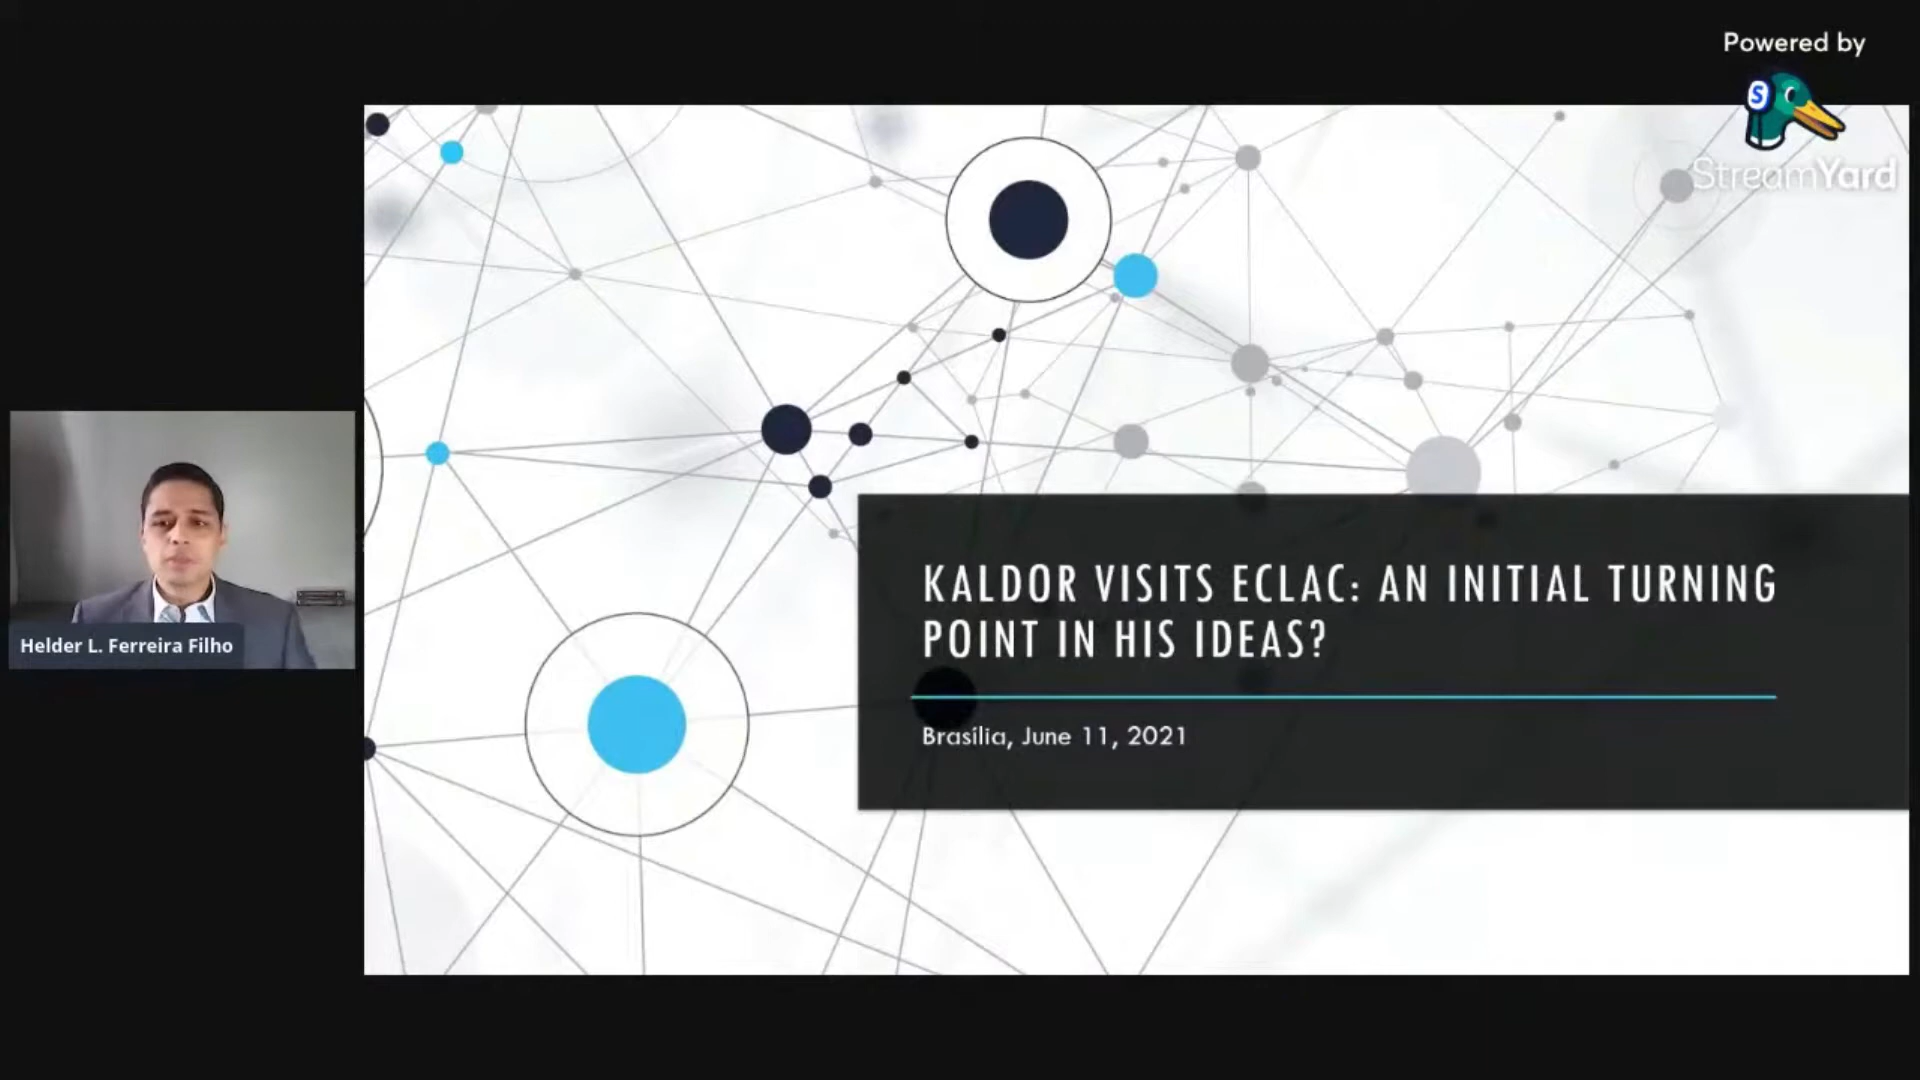 Powered by
S
StreamYard
KALDOR VISITS ECLAC: AN INITIAL TURNING
POINT IN HIS IDEAS?
Brasília, June 11, 2021
Helder L. Ferreira Filho